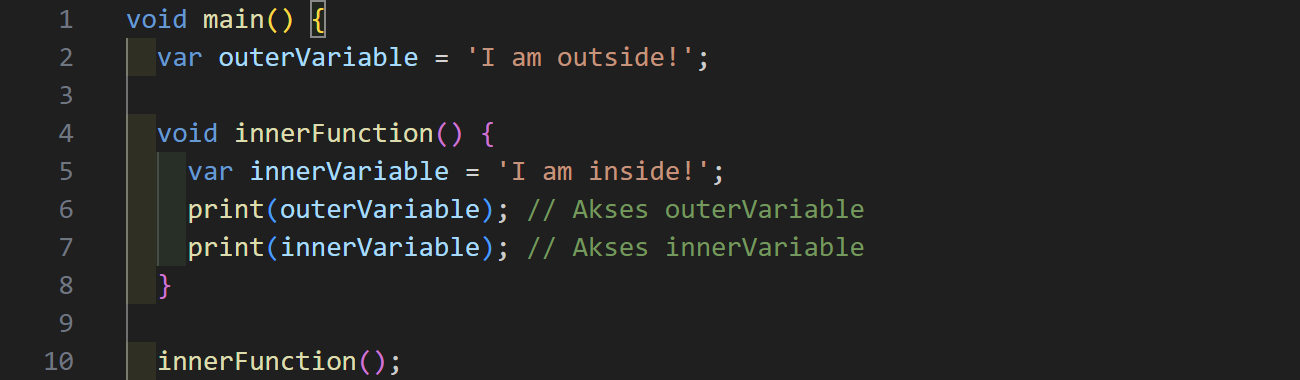 1 void main() {
2 var outerVariable = 'I am outside!';
3
4 void innerFunction() {
5 var innerVariable = 'I am inside!';
6 print(outerVariable); // Akses outerVariable
7 print(innerVariable); // Akses innerVariable
8 }
9
10 innerFunction();